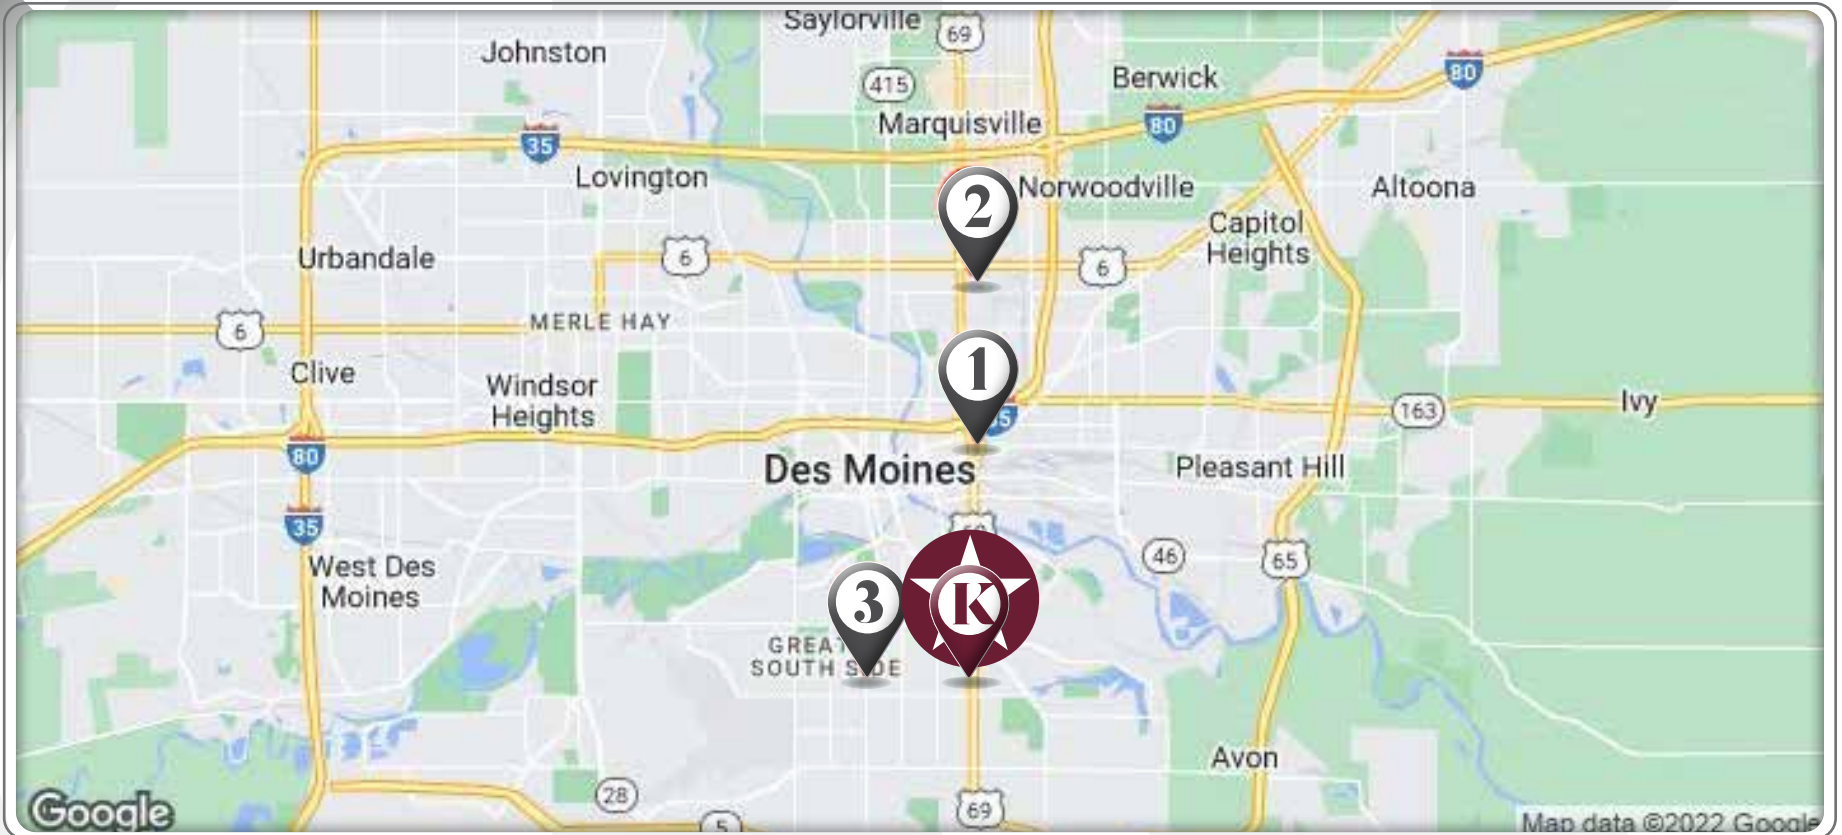 Saylorville
69
Johnston
415
Berwick
80
Marquisville
80
35
Lovington
2
Norwoodville
Altoona
Capitol
Heights
Urbandale
6
6
MERLE HAY
6
1
Clive
Windsor
Heights
163
Ivy
80
Des Moines
Pleasant Hill
35
46
65
West Des
Moines
3
K
GREAT
SOUTH SIDE
Avon
28
69
5
Google
Map data ©2022 Google